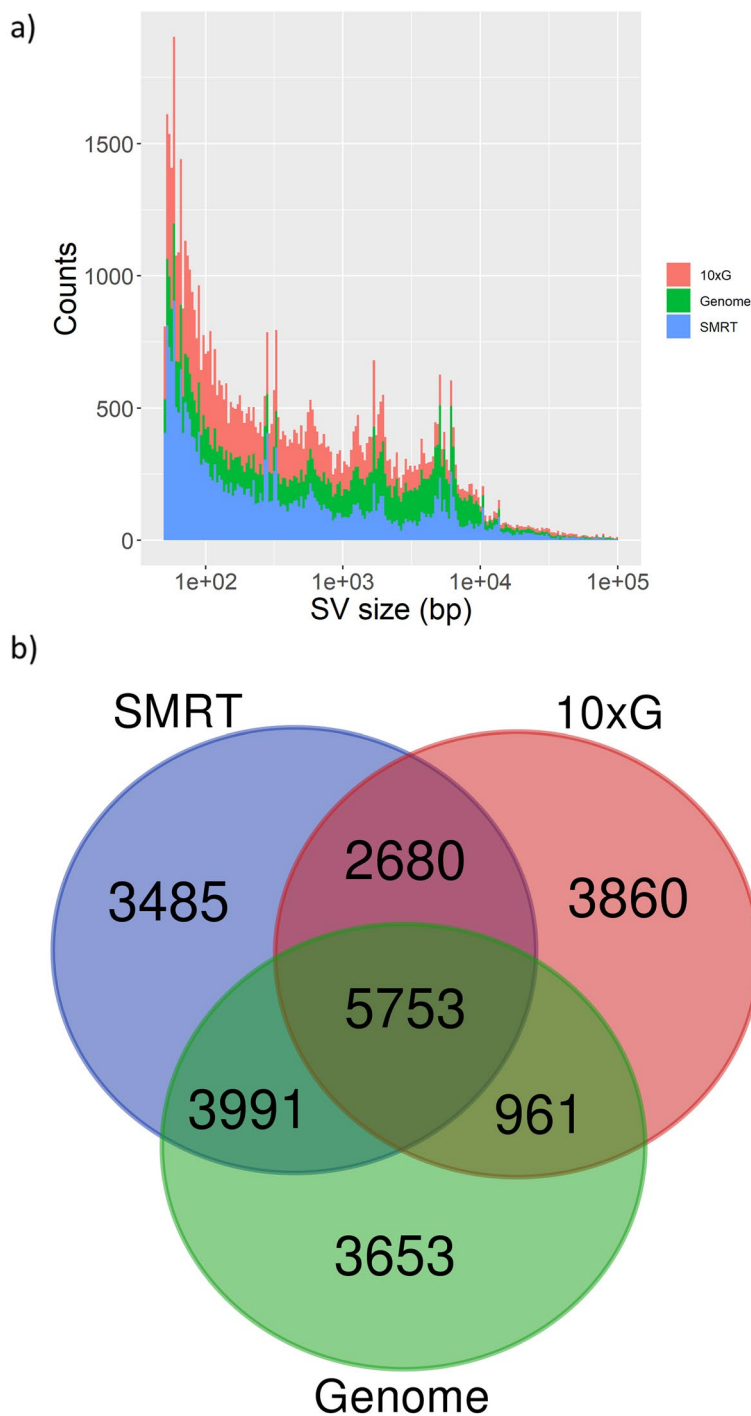 a)
Counts
1500
1000
500
0
1e+02 1e+03 1e+04 1e+05
SV size (bp)
10xG
Genome
SMRT
b)
SMRT 10xG
2680
3485 3860
5753
3991 961
3653
Genome